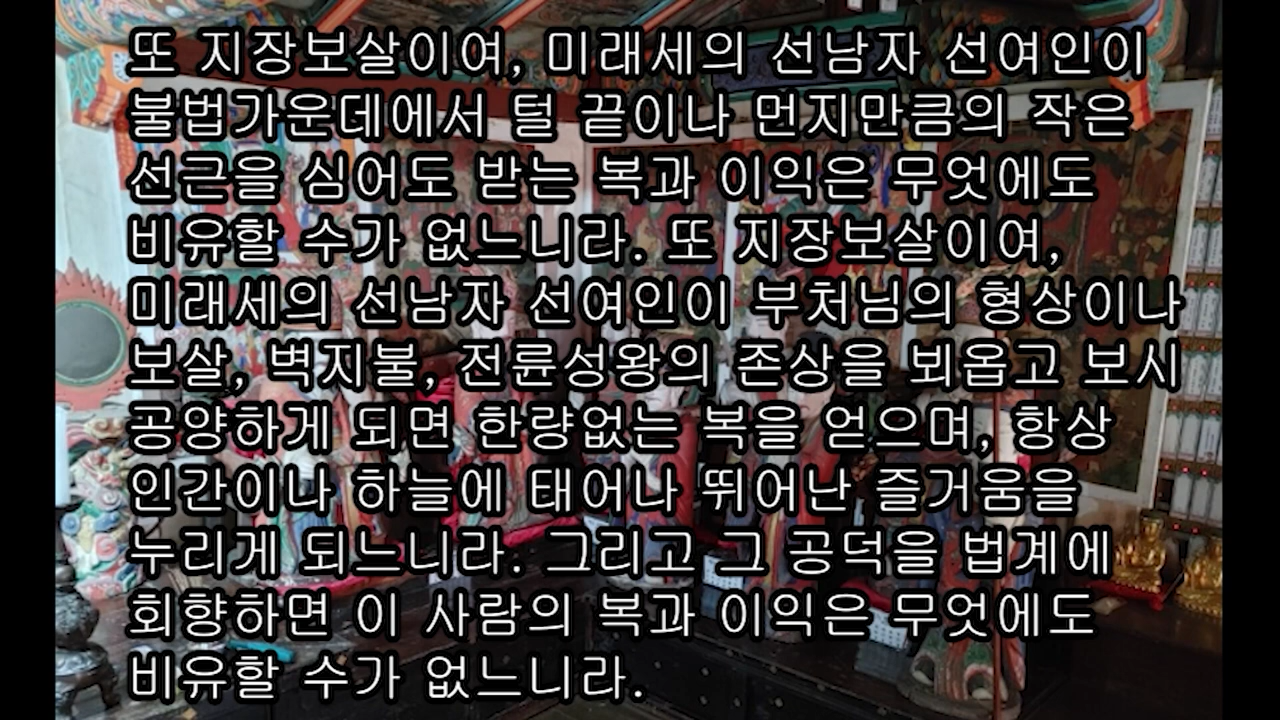 또 지장보살이여, 미래세의 선남자 선여인이
불법가운데에서 털 끝이나 먼지만큼의 작은
선근을 심어도 받는 복과 이익은 무엇에도
비유할 수가 없느니라. 또 지장보살이여,
미래세의 선남자 선여인이 부처님의 형상이나
보살, 벽지불, 전륜성왕의 존상을 뵈옵고 보시
공양하게 되면 한량없는 복을 얻으며, 항상
인간이나 하늘에 태어나 뛰어난 즐거움을
누리게 되느니라. 그리고 그 공덕을 법계에
회향하면 이 사람의 복과 이익은 무엇에도
비유할 수가 없느니라.